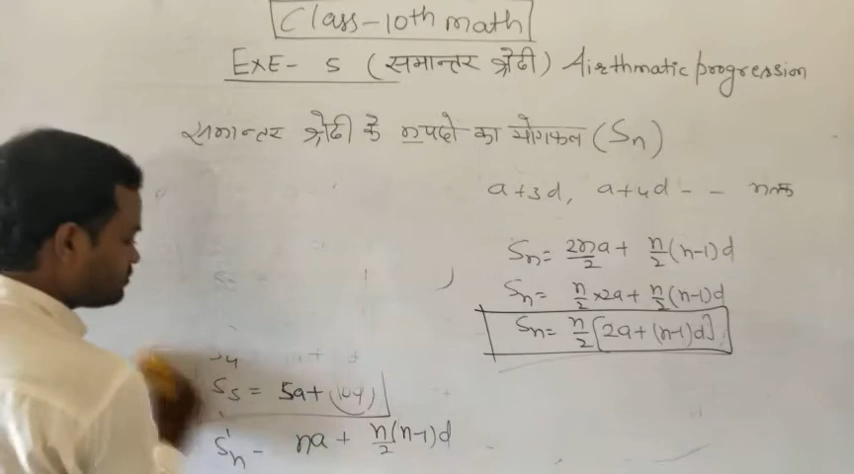 Class-10th math
EXE- 5 (समान्तर श्रेढी) Airthmatic progression
समान्तर श्रेढी के n पदो का योगफल (Sn)
a+3d, a+4d - - n तक
Sn = 2na/2 + n/2(n-1)d
Sn = n/2 ×2a + n/2(n-1)d
Sn = n/2[2a+(n-1)d]
S4
S5 = 5a+(10d)
Sn = na + n/2(n-1)d